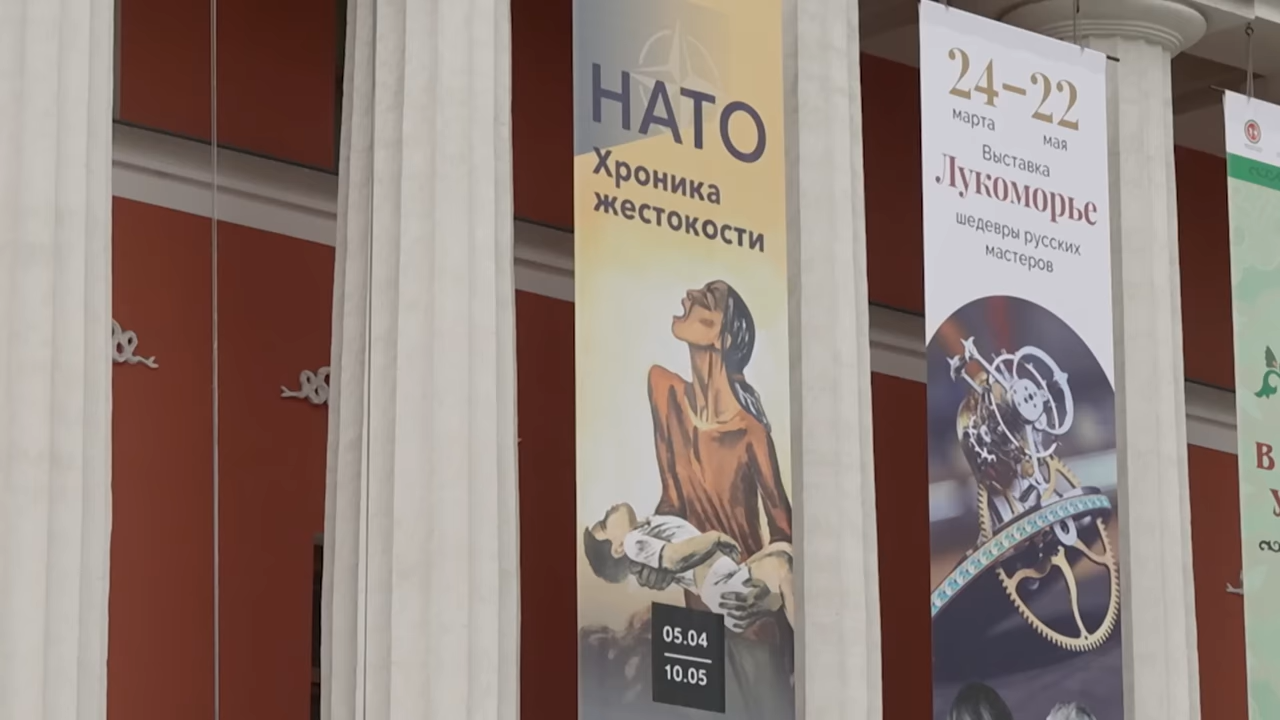 НАТО
Хроника
жестокости
05.04
10.05
24–22
марта
мая
Выставка
Лукоморье
шедевры русских
мастеров
В